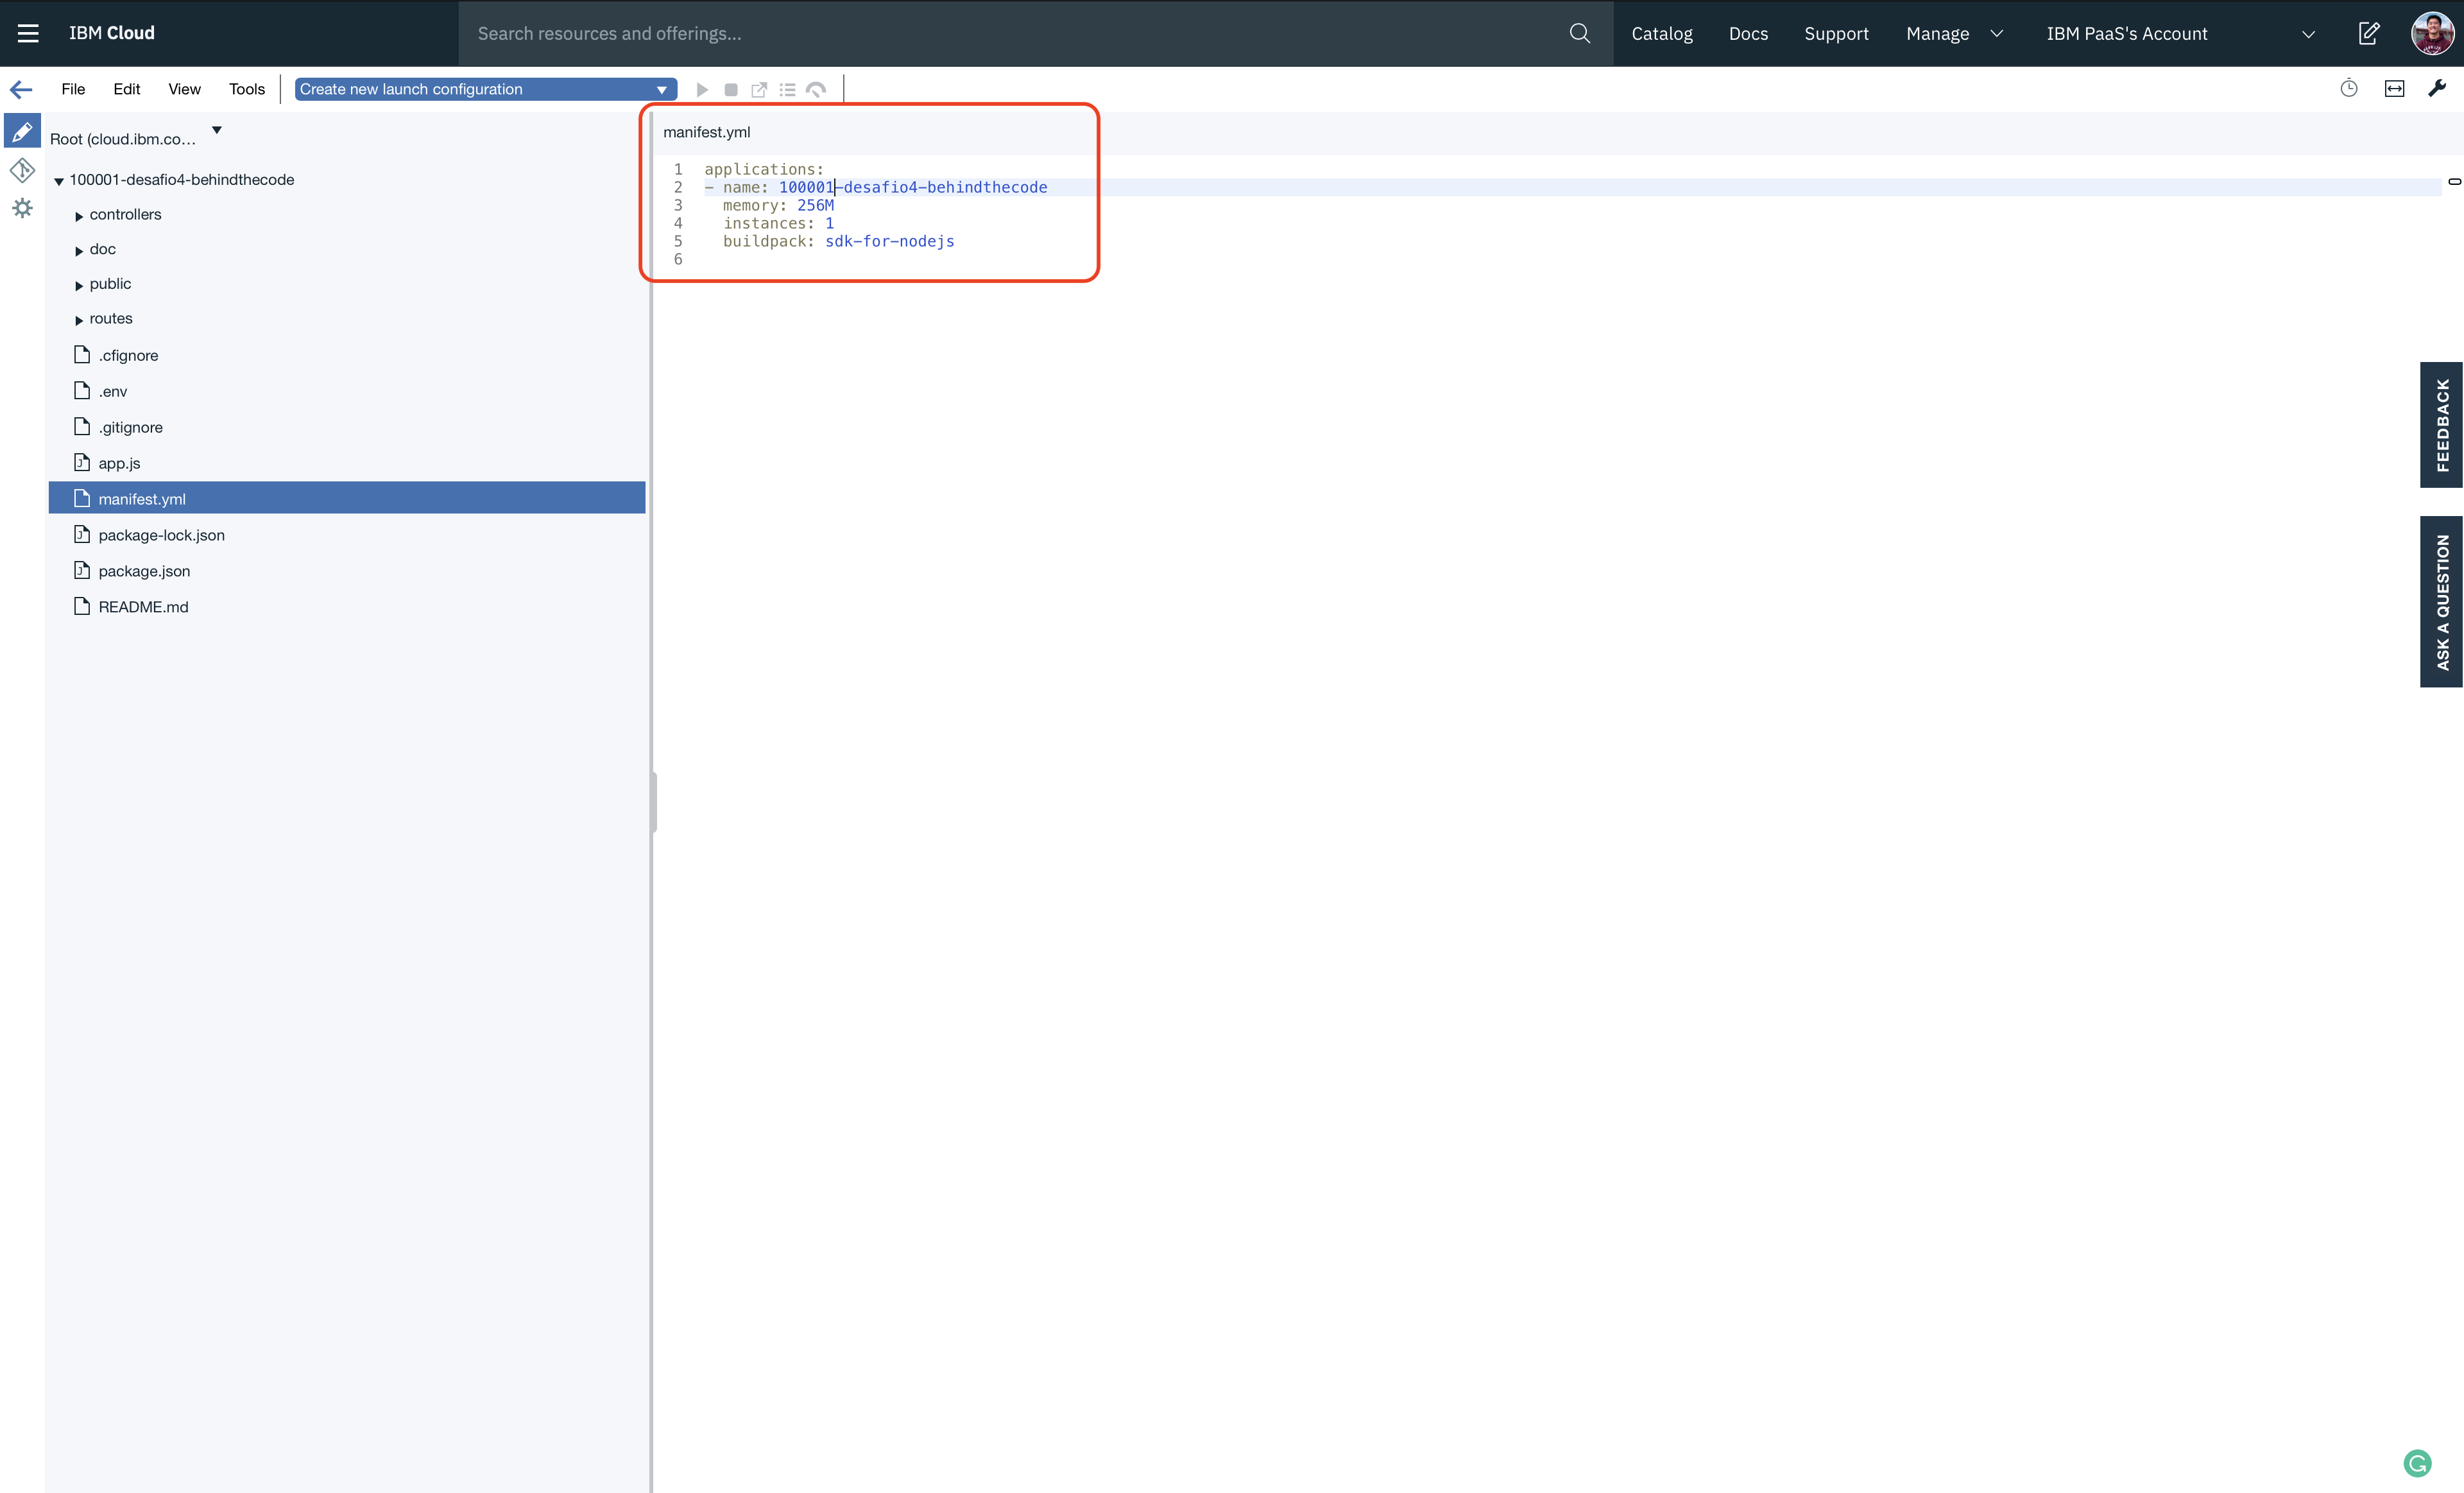 IBM Cloud
Search resources and offerings...
Catalog Docs Support Manage IBM PaaS's Account
File Edit View Tools Create new launch configuration
Root (cloud.ibm.co...
100001-desafio4-behindthecode
controllers
doc
public
routes
.cfignore
.env
.gitignore
app.js
manifest.yml
package-lock.json
package.json
README.md
manifest.yml
1 applications:
2 - name: 100001-desafio4-behindthecode
3 memory: 256M
4 instances: 1
5 buildpack: sdk-for-nodejs
6
FEEDBACK
ASK A QUESTION